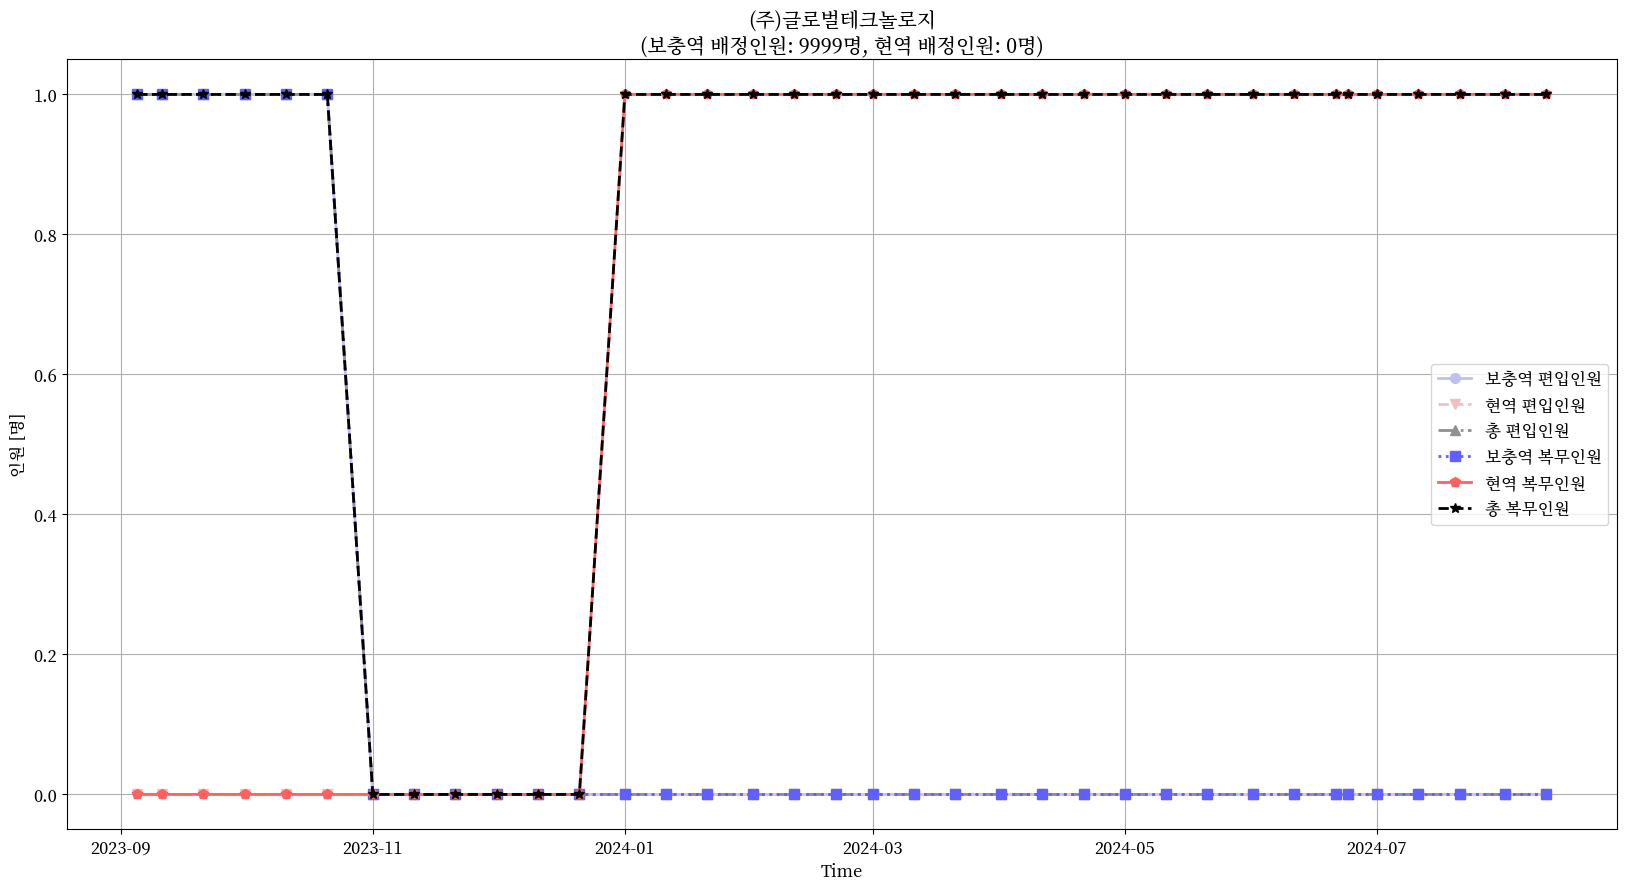 (주)글로벌테크놀로지
(보충역 배정인원: 9999명, 현역 배정인원: 0명)
인원 [명]
1.0
0.8
0.6
0.4
0.2
0.0
보충역 편입인원
현역 편입인원
총 편입인원
보충역 복무인원
현역 복무인원
총 복무인원
2023-09
2023-11
2024-01
2024-03
2024-05
2024-07
Time